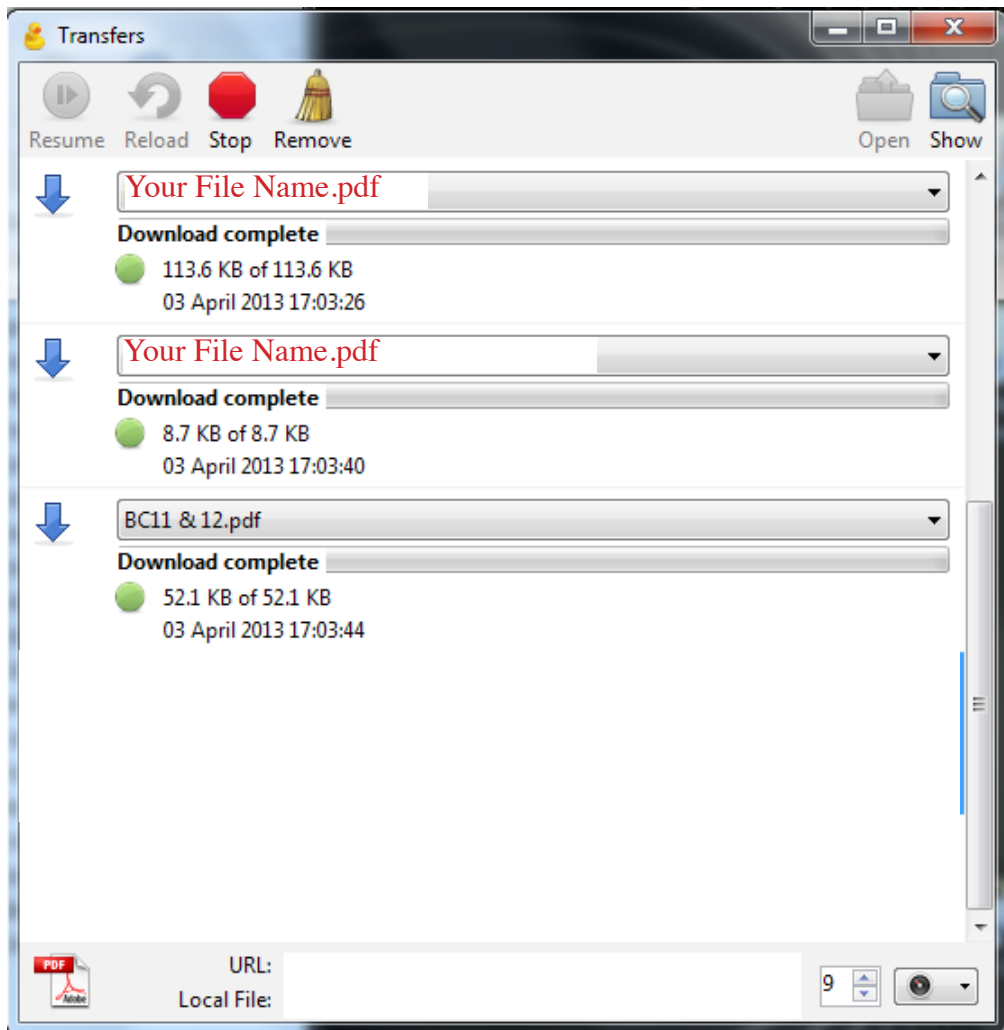 Transfers
Resume Reload Stop Remove Open Show
Your File Name.pdf
Download complete
113.6 KB of 113.6 KB
03 April 2013 17:03:26
Your File Name.pdf
Download complete
8.7 KB of 8.7 KB
03 April 2013 17:03:40
BC11 & 12.pdf
Download complete
52.1 KB of 52.1 KB
03 April 2013 17:03:44
PDF
Adobe
URL:
Local File:
9